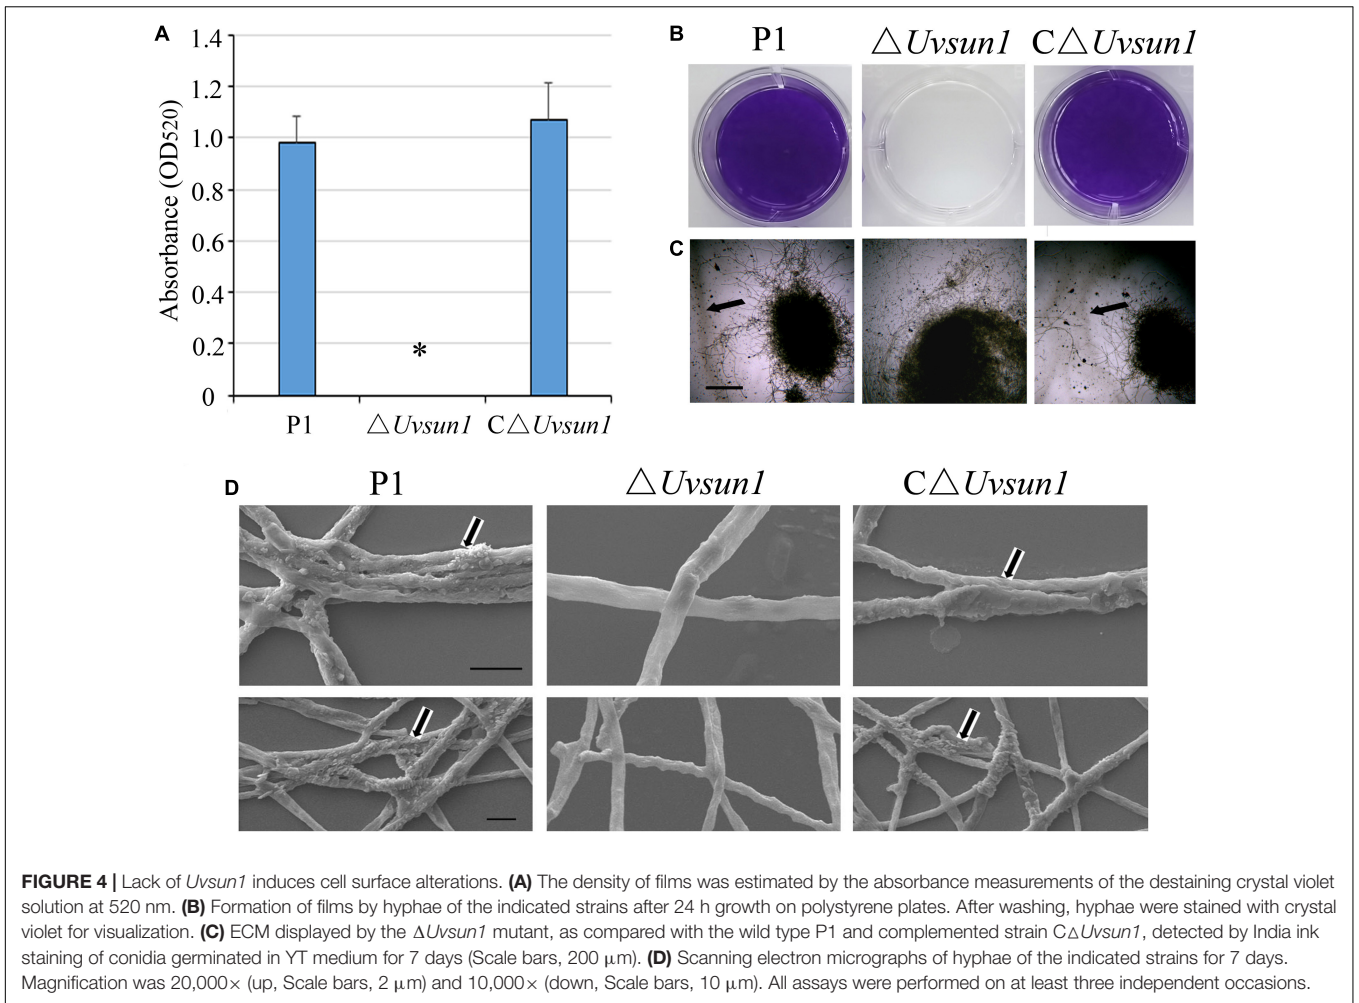 A
Absorbance (OD520)
1.4
1.2
1.0
0.8
0.6
0.4
0.2
0
*
P1
△Uvsun1
C△Uvsun1
B
P1
△Uvsun1
C△Uvsun1
C
D
P1
△Uvsun1
C△Uvsun1
FIGURE 4 | Lack of Uvsun1 induces cell surface alterations. (A) The density of films was estimated by the absorbance measurements of the destaining crystal violet
solution at 520 nm. (B) Formation of films by hyphae of the indicated strains after 24 h growth on polystyrene plates. After washing, hyphae were stained with crystal
violet for visualization. (C) ECM displayed by the ΔUvsun1 mutant, as compared with the wild type P1 and complemented strain C△Uvsun1, detected by India ink
staining of conidia germinated in YT medium for 7 days (Scale bars, 200 μm). (D) Scanning electron micrographs of hyphae of the indicated strains for 7 days.
Magnification was 20,000× (up, Scale bars, 2 μm) and 10,000× (down, Scale bars, 10 μm). All assays were performed on at least three independent occasions.